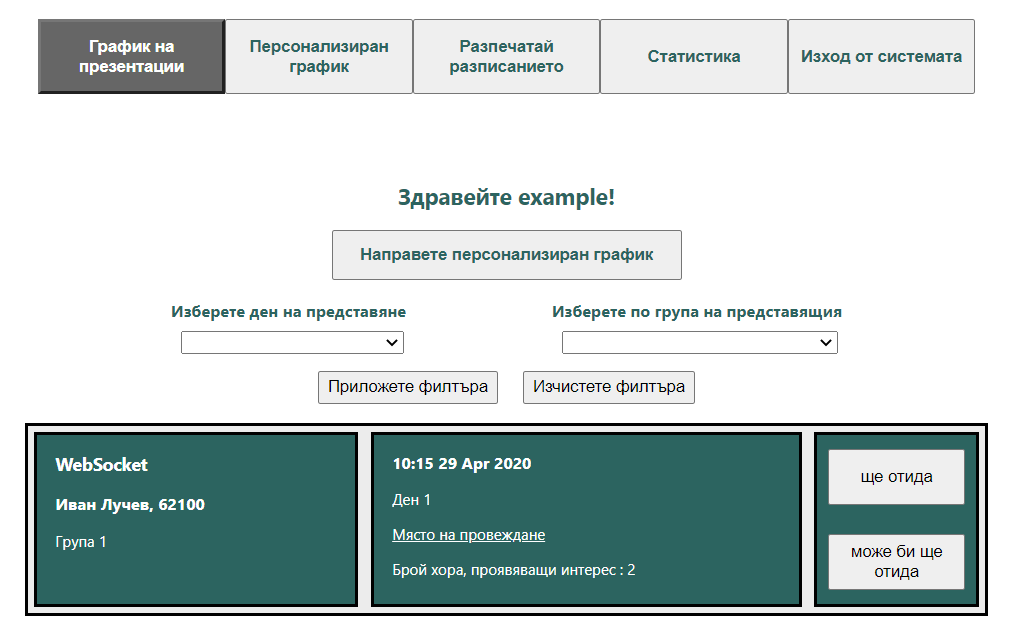 График на
презентации
Персонализиран
график
Разпечатай
разписанието
Статистика
Изход от системата
Здравейте example!
Направете персонализиран график
Изберете ден на представяне
Изберете по група на представящия
Приложете филтъра
Изчистете филтъра
WebSocket
Иван Лучев, 62100
Група 1
10:15 29 Apr 2020
Ден 1
Място на провеждане
Брой хора, проявяващи интерес : 2
ще отида
може би ще
отида